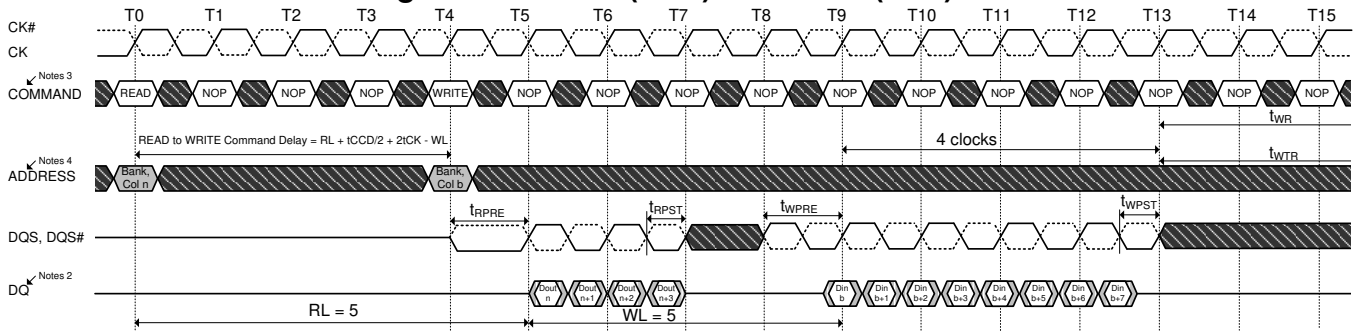 T0 T1 T2 T3 T4 T5 T6 T7 T8 T9 T10 T11 T12 T13 T14 T15
CK#
CK
Notes 3
COMMAND READ NOP NOP NOP WRITE NOP NOP NOP NOP NOP NOP NOP NOP NOP NOP NOP
tWR
READ to WRITE Command Delay = RL + tCCD/2 + 2tCK - WL
4 clocks
Notes 4
tWTR
ADDRESS
Bank, Col n
Bank, Col b
tRPRE tRPST tWPRE tWPST
DQS, DQS#
Notes 2
DQ
Dout n
Dout n+1
Dout n+2
Dout n+3
Din b
Din b+1
Din b+2
Din b+3
Din b+4
Din b+5
Din b+6
Din b+7
RL = 5 WL = 5